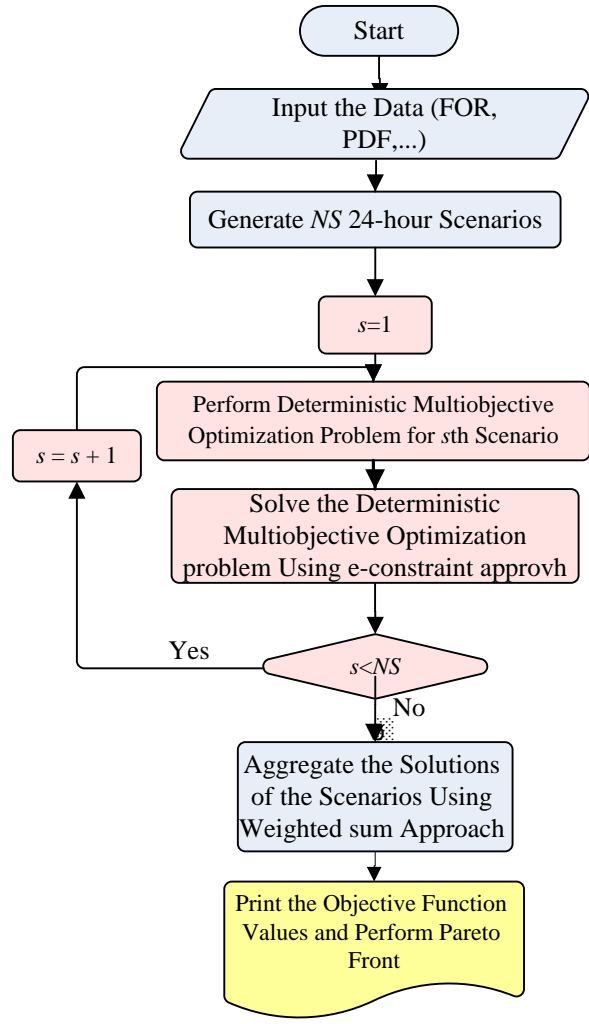 Start
Input the Data (FOR,
PDF,...)
Generate NS 24-hour Scenarios
s=1
Perform Deterministic Multiobjective
Optimization Problem for sth Scenario
s = s + 1
Solve the Deterministic
Multiobjective Optimization
problem Using e-constraint approvh
Yes
s<NS
No
Aggregate the Solutions
of the Scenarios Using
Weighted sum Approach
Print the Objective Function
Values and Perform Pareto
Front